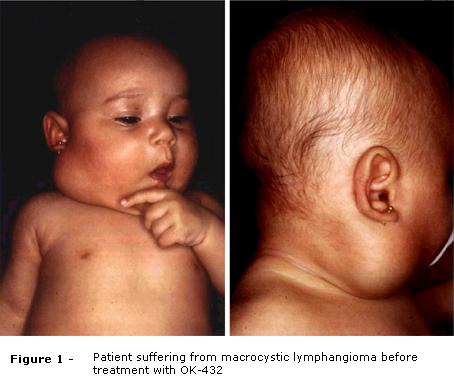 Figure 1 - Patient suffering from macrocystic lymphangioma before
treatment with OK-432